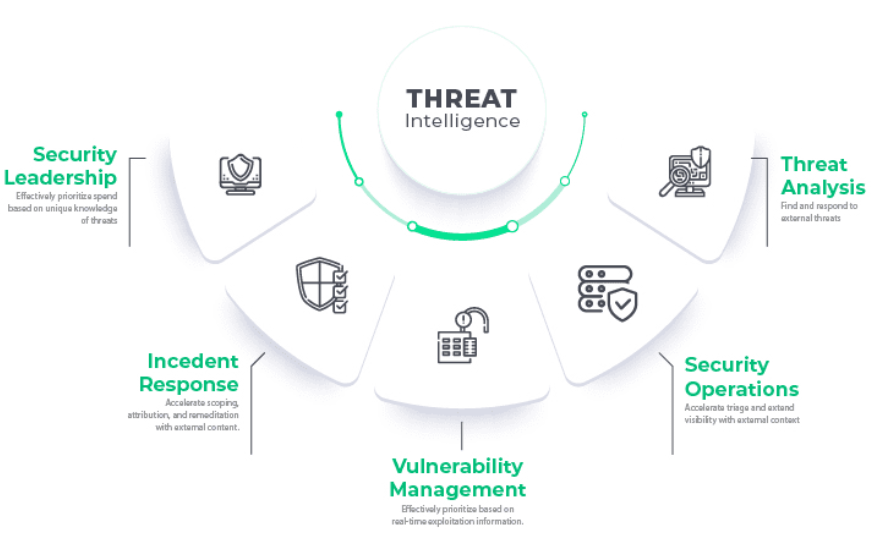 THREAT
Intelligence
Security
Leadership
Effectively prioritize spend
based on unique knowledge
of threats
Threat
Analysis
Find and respond to
external threats
Incedent
Response
Accelerate scoping,
attribution, and remeditation
with external content.
Security
Operations
Accelerate triage and extend
visibility with external context
Vulnerability
Management
Effectively prioritize based on
real-time exploitation information.